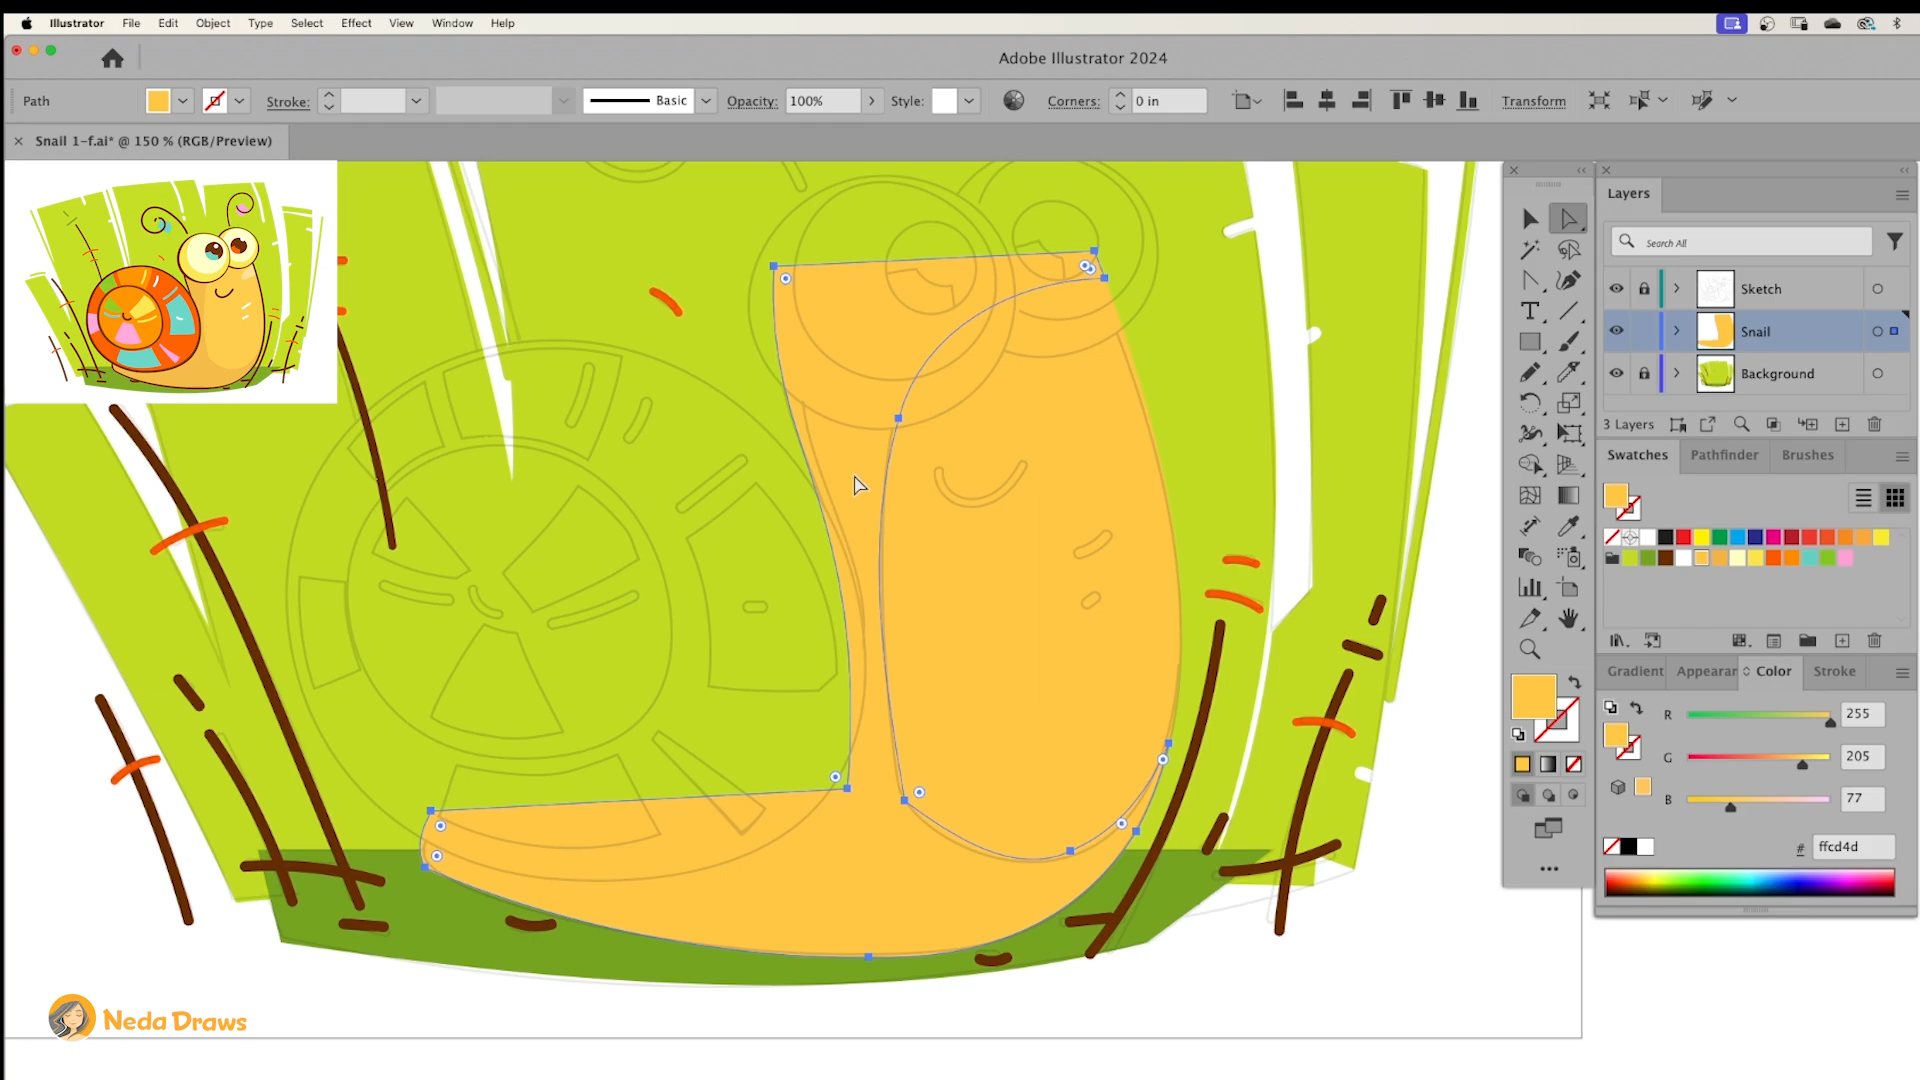 Illustrator File Edit Object Type Select Effect View Window Help
Adobe Illustrator 2024
Path Stroke: Basic Opacity: 100% Style: Corners: 0 in Transform
Snail 1-f.ai* @ 150 % (RGB/Preview)
Layers
Search All
Sketch
Snail
Background
3 Layers
Swatches Pathfinder Brushes
Gradient Appearar Color Stroke
R 255
G 205
B 77
# ffcd4d
Neda Draws